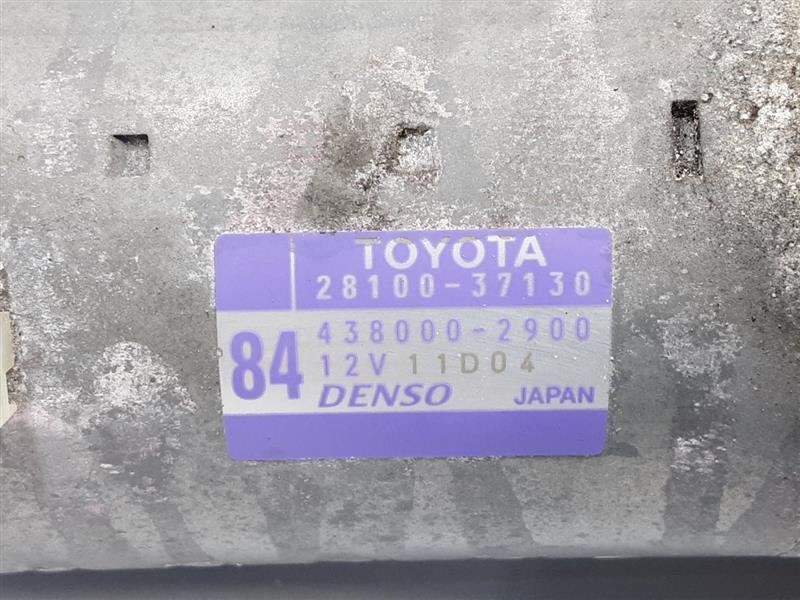 TOYOTA
28100-37130
84
438000-2900
12V 11D04
DENSO JAPAN